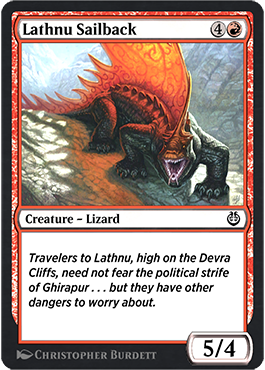 Lathnu Sailback 4
Creature – Lizard
Travelers to Lathnu, high on the Devra
Cliffs, need not fear the political strife
of Ghirapur . . . but they have other
dangers to worry about.
5/4
Christopher Burdett